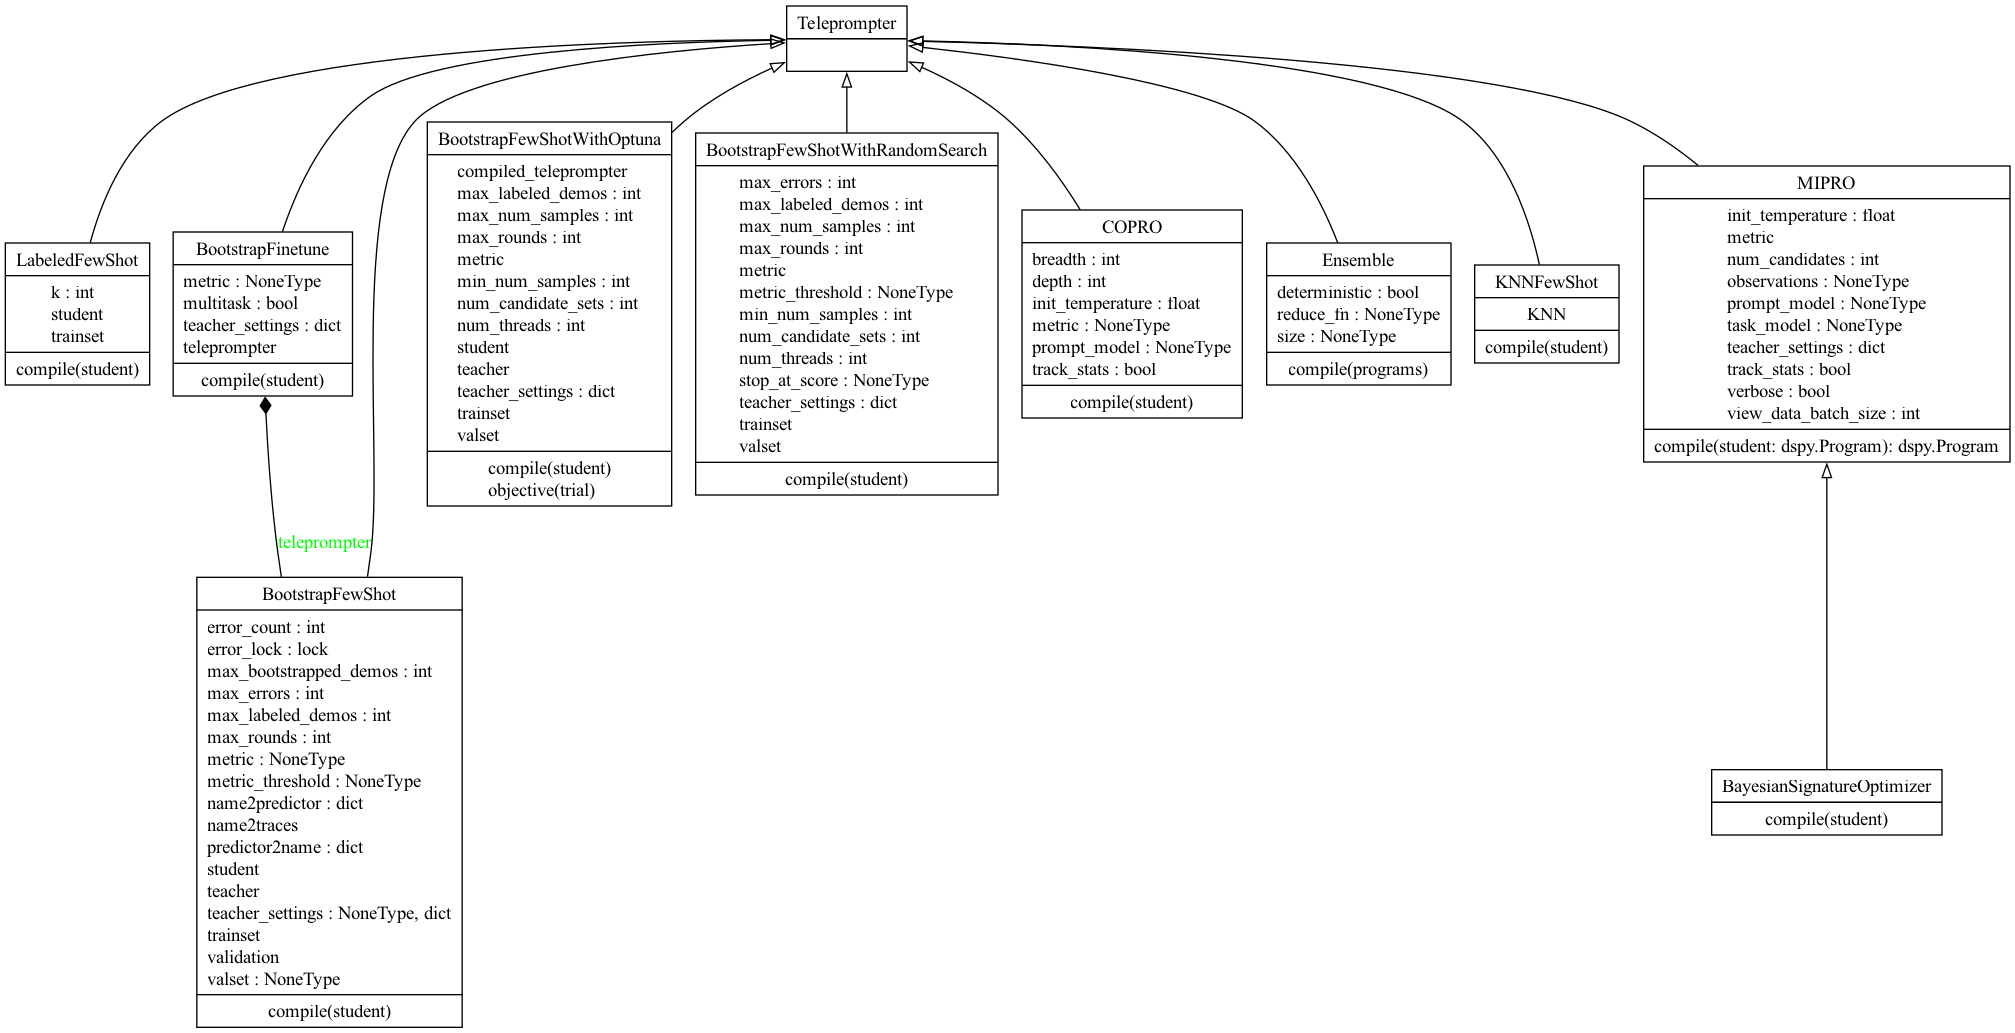 Teleprompter
LabeledFewShot
k : int
student
trainset
compile(student)
BootstrapFinetune
metric : NoneType
multitask : bool
teacher_settings : dict
teleprompter
compile(student)
BootstrapFewShotWithOptuna
compiled_teleprompter
max_labeled_demos : int
max_num_samples : int
max_rounds : int
metric
min_num_samples : int
num_candidate_sets : int
num_threads : int
student
teacher
teacher_settings : dict
trainset
valset
compile(student)
objective(trial)
BootstrapFewShotWithRandomSearch
max_errors : int
max_labeled_demos : int
max_num_samples : int
max_rounds : int
metric
metric_threshold : NoneType
min_num_samples : int
num_candidate_sets : int
num_threads : int
stop_at_score : NoneType
teacher_settings : dict
trainset
valset
compile(student)
COPRO
breadth : int
depth : int
init_temperature : float
metric : NoneType
prompt_model : NoneType
track_stats : bool
compile(student)
Ensemble
deterministic : bool
reduce_fn : NoneType
size : NoneType
compile(programs)
KNNFewShot
KNN
compile(student)
MIPRO
init_temperature : float
metric
num_candidates : int
observations : NoneType
prompt_model : NoneType
task_model : NoneType
teacher_settings : dict
track_stats : bool
verbose : bool
view_data_batch_size : int
compile(student: dspy.Program): dspy.Program
teleprompter
BootstrapFewShot
error_count : int
error_lock : lock
max_bootstrapped_demos : int
max_errors : int
max_labeled_demos : int
max_rounds : int
metric : NoneType
metric_threshold : NoneType
name2predictor : dict
name2traces
predictor2name : dict
student
teacher
teacher_settings : NoneType, dict
trainset
validation
valset : NoneType
compile(student)
BayesianSignatureOptimizer
compile(student)